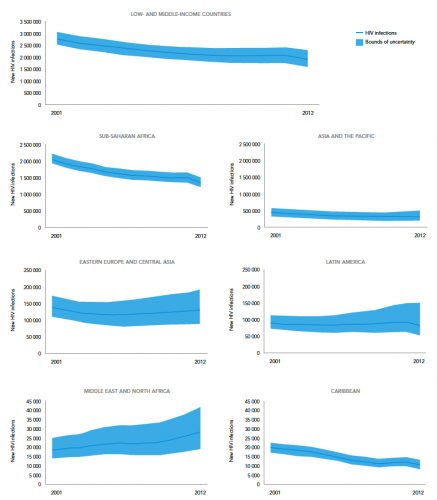 LOW- AND MIDDLE-INCOME COUNTRIES
New HIV infections
3 500 000
3 000 000
2 500 000
2 000 000
1 500 000
1 000 000
500 000
0
2001 2012
HIV infections
Bounds of uncertainty
SUB-SAHARAN AFRICA
New HIV infections
2 500 000
2 000 000
1 500 000
1 000 000
500 000
0
2001 2012
ASIA AND THE PACIFIC
New HIV infections
2 500 000
2 000 000
1 500 000
1 000 000
500 000
0
2001 2012
EASTERN EUROPE AND CENTRAL ASIA
New HIV infections
250 000
200 000
150 000
100 000
50 000
0
2001 2012
LATIN AMERICA
New HIV infections
250 000
200 000
150 000
100 000
50 000
0
2001 2012
MIDDLE EAST AND NORTH AFRICA
New HIV infections
45 000
40 000
35 000
30 000
25 000
20 000
15 000
10 000
5 000
0
2001 2012
CARIBBEAN
New HIV infections
45 000
40 000
35 000
30 000
25 000
20 000
15 000
10 000
5 000
0
2001 2012